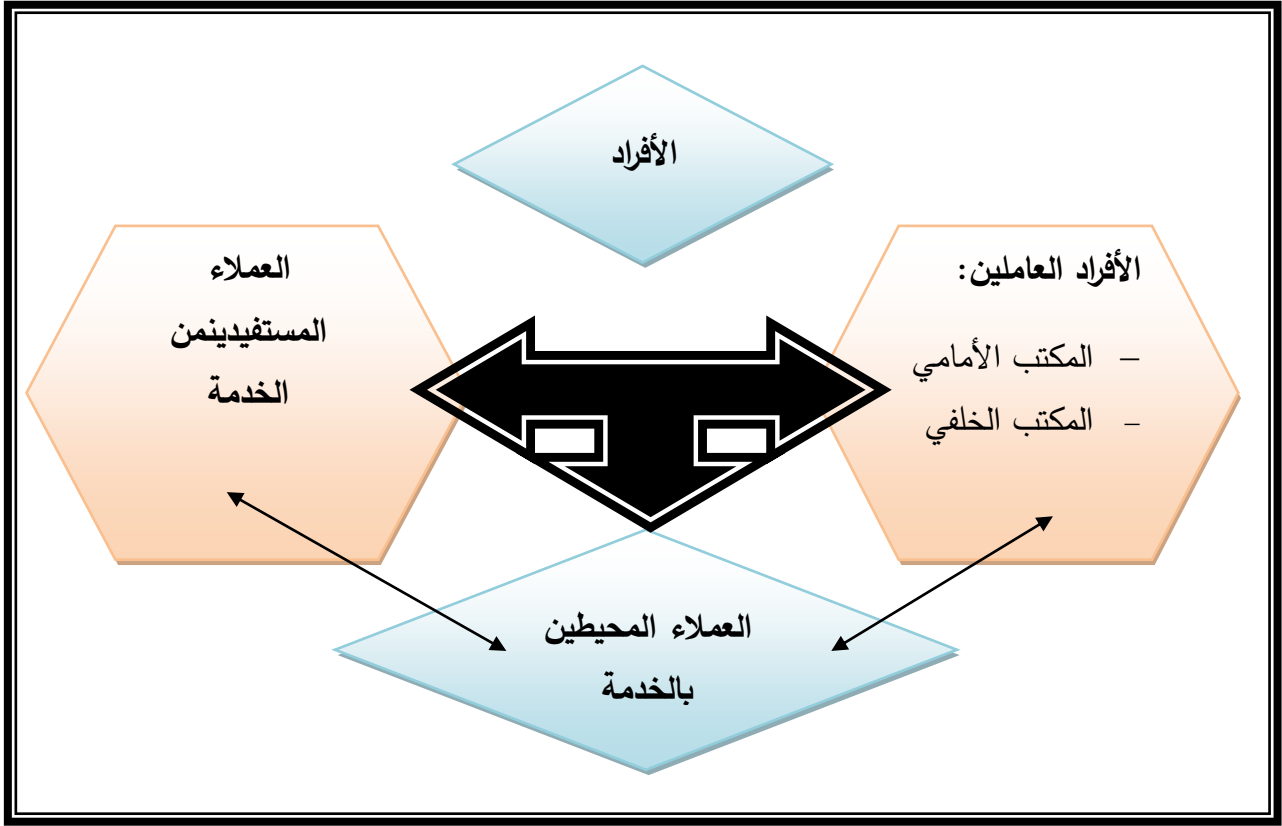 الأفراد
الأفراد العاملين:
– المكتب الأمامي
– المكتب الخلفي
العملاء
المستفيدينمن
الخدمة
العملاء المحيطين
بالخدمة